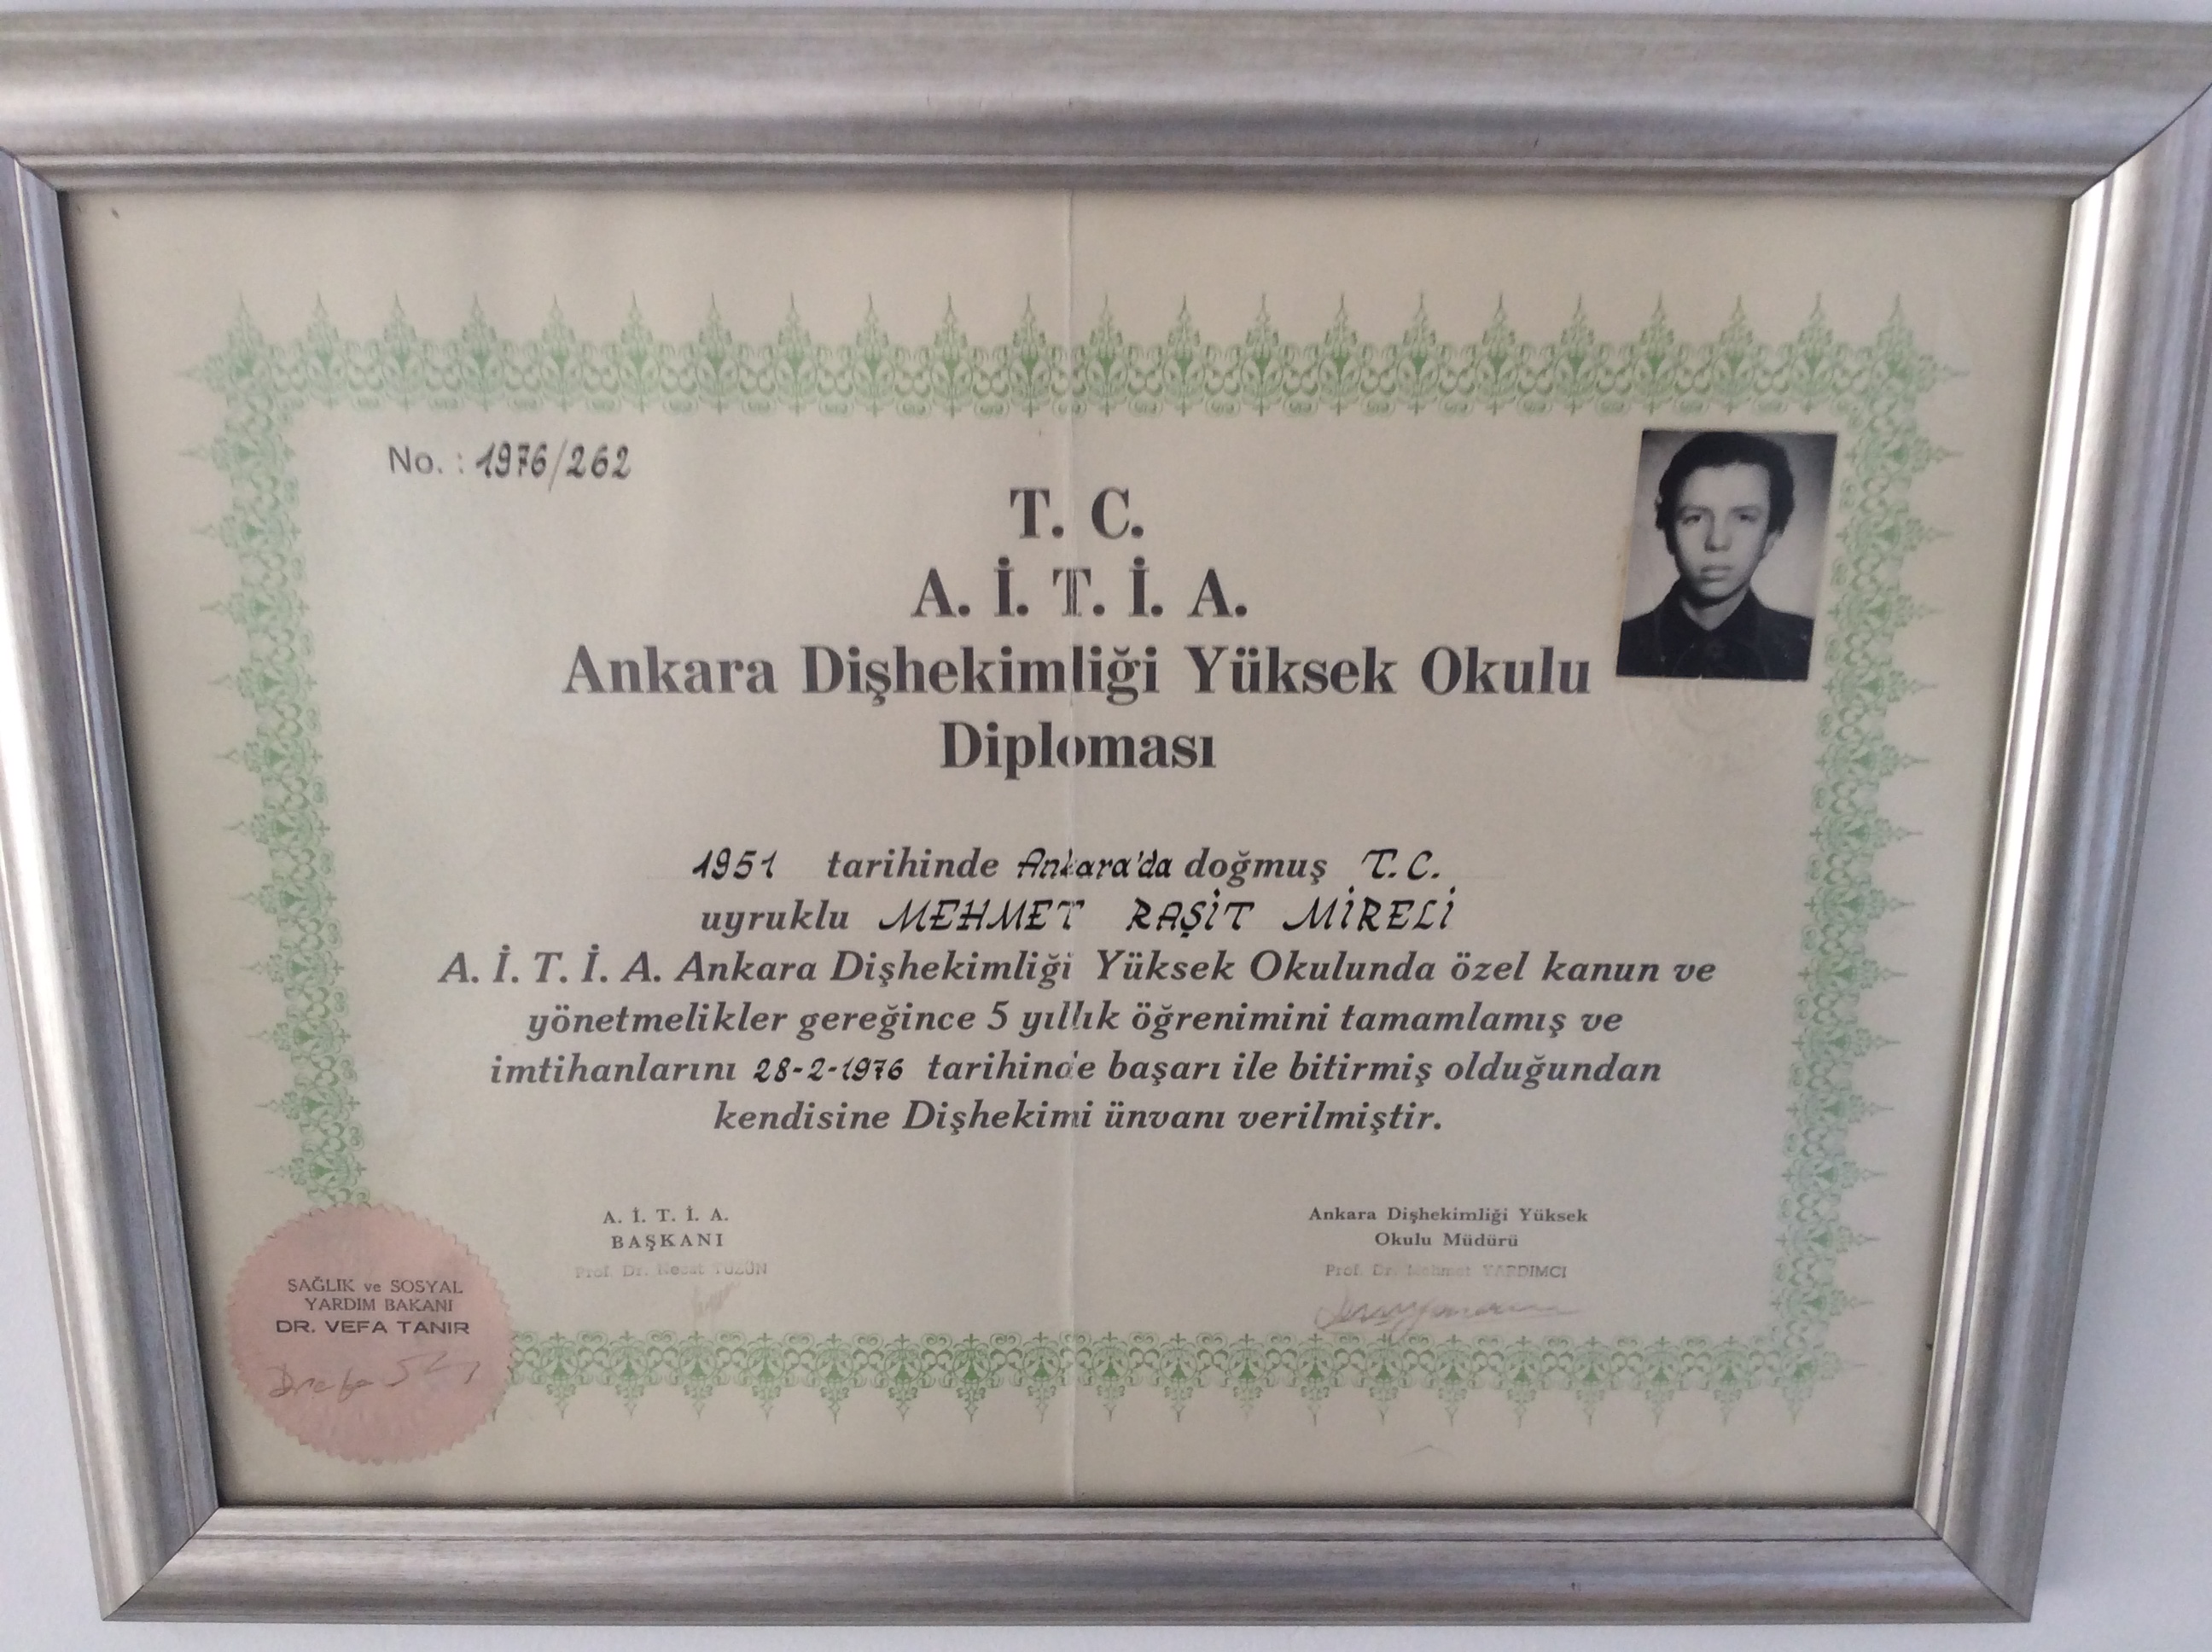 No. : 1976/262
T. C.
A. İ. T. İ. A.
Ankara Dişhekimliği Yüksek Okulu
Diploması
1951 tarihinde Ankara'da doğmuş T.C.
uyruklu MEHMET RAŞİT MİRELİ
A. İ. T. İ. A. Ankara Dişhekimliği Yüksek Okulunda özel kanun ve
yönetmelikler gereğince 5 yıllık öğrenimini tamamlamış ve
imtihanlarını 28-2-1976 tarihinde başarı ile bitirmiş olduğundan
kendisine Dişhekimi ünvanı verilmiştir.
A. İ. T. İ. A.
BAŞKANI
Prof. Dr. TÜZÜN
Ankara Dişhekimliği Yüksek
Okulu Müdürü
Prof. Dr. Mehmet YARDIMCI
SAĞLIK ve SOSYAL
YARDIM BAKANI
DR. VEFA TANIR